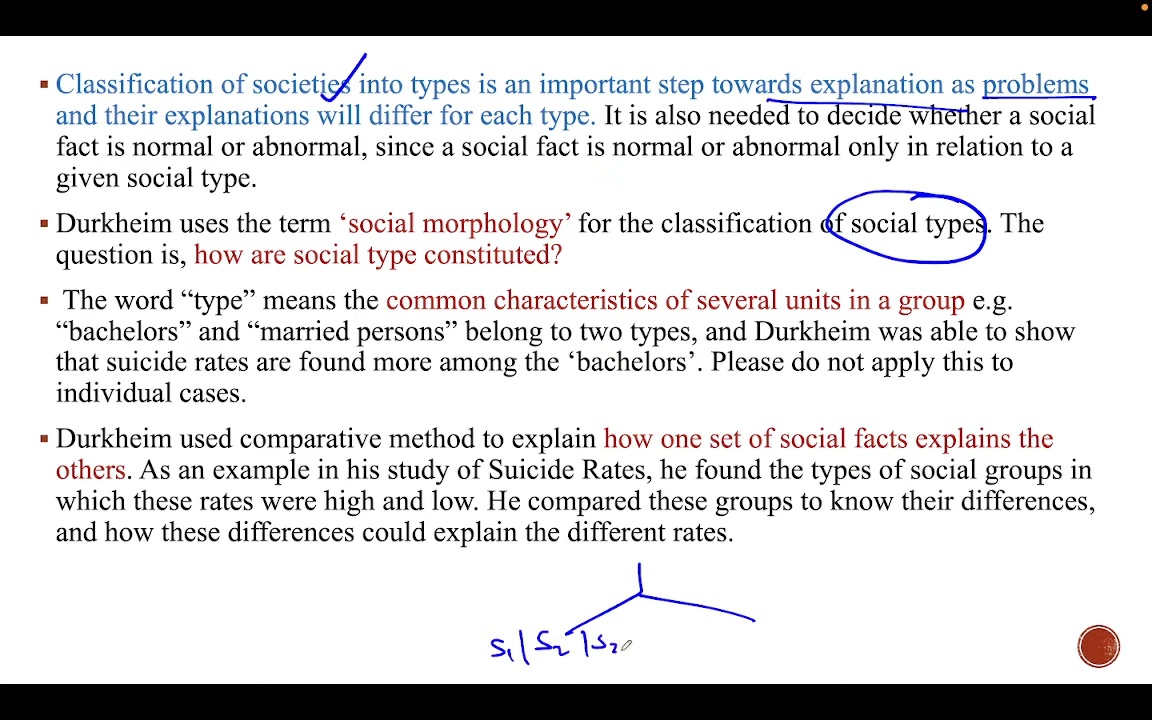 ▪ Classification of societies into types is an important step towards explanation as problems
and their explanations will differ for each type. It is also needed to decide whether a social
fact is normal or abnormal, since a social fact is normal or abnormal only in relation to a
given social type.
▪ Durkheim uses the term ‘social morphology’ for the classification of social types. The
question is, how are social type constituted?
▪ The word “type” means the common characteristics of several units in a group e.g.
“bachelors” and “married persons” belong to two types, and Durkheim was able to show
that suicide rates are found more among the ‘bachelors’. Please do not apply this to
individual cases.
▪ Durkheim used comparative method to explain how one set of social facts explains the
others. As an example in his study of Suicide Rates, he found the types of social groups in
which these rates were high and low. He compared these groups to know their differences,
and how these differences could explain the different rates.
S1 | S2 | S2